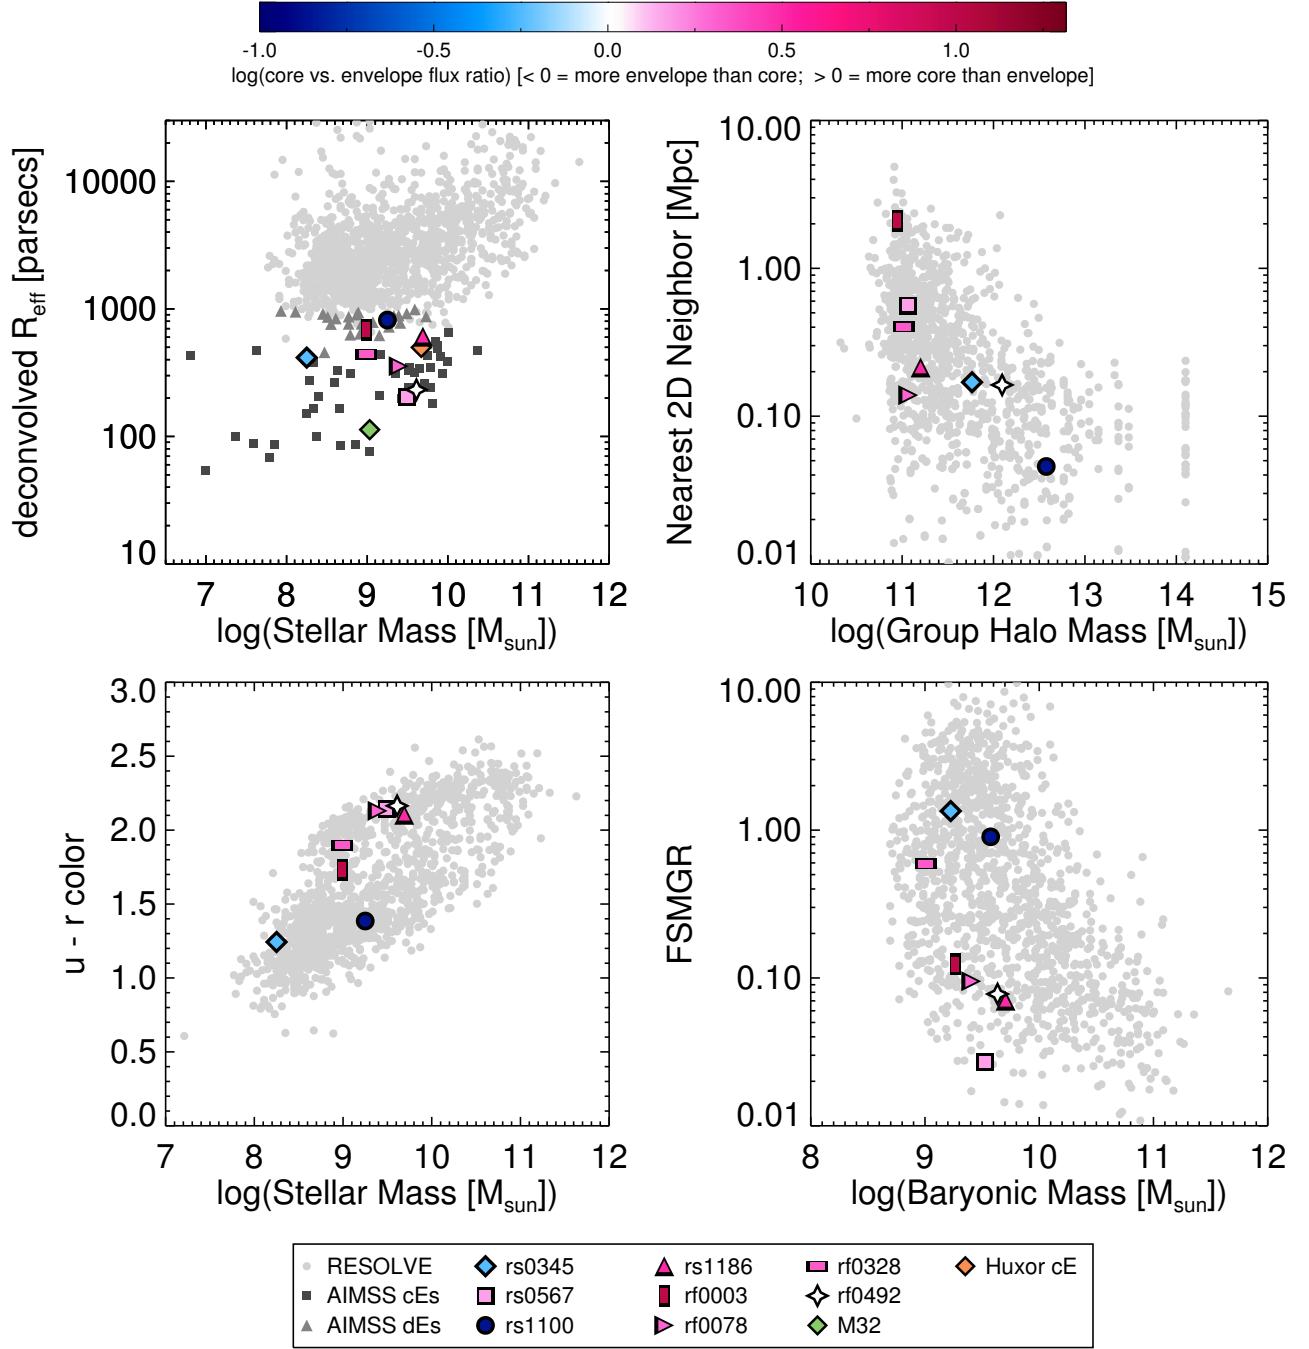 -1.0 -0.5 0.0 0.5 1.0
log(core vs. envelope flux ratio) [< 0 = more envelope than core; > 0 = more core than envelope]
deconvolved Reff [parsecs]
10000
1000
100
10
7 8 9 10 11 12
log(Stellar Mass [Msun])
Nearest 2D Neighbor [Mpc]
10.00
1.00
0.10
0.01
10 11 12 13 14 15
log(Group Halo Mass [Msun])
u - r color
3.0
2.5
2.0
1.5
1.0
0.5
0.0
7 8 9 10 11 12
log(Stellar Mass [Msun])
FSMGR
10.00
1.00
0.10
0.01
8 9 10 11 12
log(Baryonic Mass [Msun])
RESOLVE rs0345 rs1186 rf0328 Huxor cE
AIMSS cEs rs0567 rf0003 rf0492
AIMSS dEs rs1100 rf0078 M32